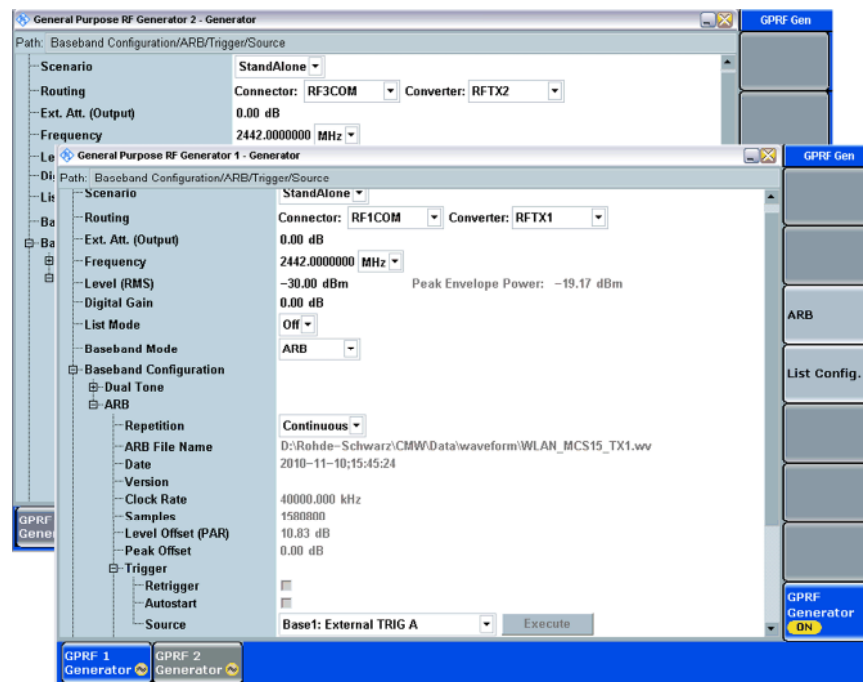 General Purpose RF Generator 2 - Generator
GPRF Gen
Path: Baseband Configuration/ARB/Trigger/Source
Scenario StandAlone
Routing Connector: RF3COM Converter: RFTX2
Ext. Att. (Output) 0.00 dB
Frequency 2442.0000000 MHz
Le
Di
Lis
Ba
Ba
GPRF
Gene
General Purpose RF Generator 1 - Generator
GPRF Gen
Path: Baseband Configuration/ARB/Trigger/Source
Scenario StandAlone
Routing Connector: RF1COM Converter: RFTX1
Ext. Att. (Output) 0.00 dB
Frequency 2442.0000000 MHz
Level (RMS) −30.00 dBm Peak Envelope Power: −19.17 dBm
Digital Gain 0.00 dB
List Mode Off
Baseband Mode ARB
Baseband Configuration
Dual Tone
ARB
Repetition Continuous
ARB File Name D:\Rohde−Schwarz\CMW\Data\waveform\WLAN_MCS15_TX1.wv
Date 2010−11−10;15:45:24
Version
Clock Rate 40000.000 kHz
Samples 1580800
Level Offset (PAR) 10.83 dB
Peak Offset 0.00 dB
Trigger
Retrigger
Autostart
Source Base1: External TRIG A Execute
ARB
List Config.
GPRF
Generator
ON
GPRF 1
Generator
GPRF 2
Generator